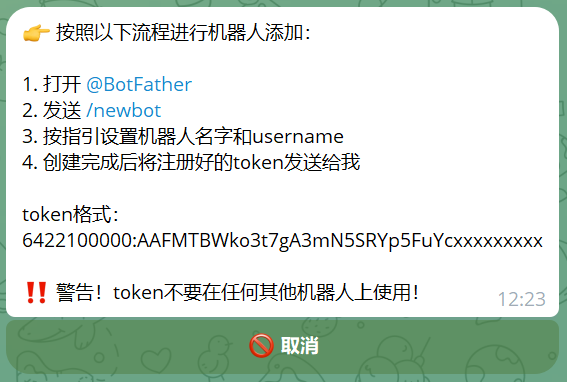 👉 按照以下流程进行机器人添加：
1. 打开 @BotFather
2. 发送 /newbot
3. 按指引设置机器人名字和username
4. 创建完成后将注册好的token发送给我
token格式：
6422100000:AAFMTBWko3t7gA3mN5SRYp5FuYcxxxxxxxxx
‼️ 警告！token不要在任何其他机器人上使用！
12:23
🚫 取消